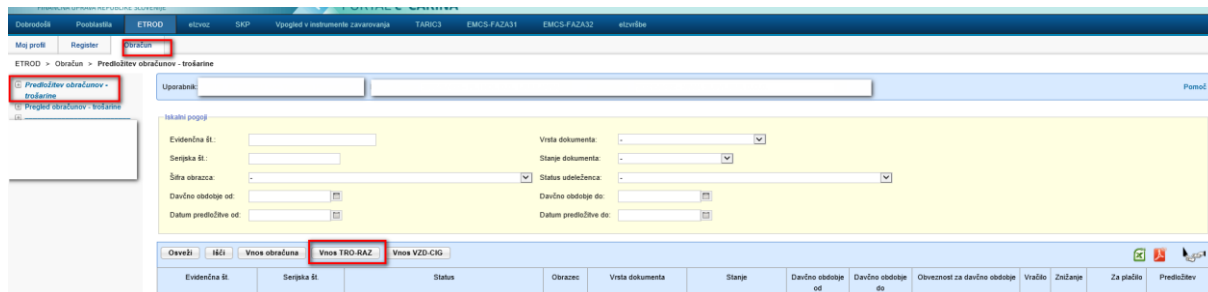 PORTAL E-CARINA
Dobrodošli Pooblastila ETROD eIzvoz SKP Vpogled v instrumente zavarovanja TARIC3 EMCS-FAZA31 EMCS-FAZA32 eIzvršbe
Moj profil Register Obračun
ETROD > Obračun > Predložitev obračunov - trošarine
Predložitev obračunov - trošarine
Pregled obračunov - trošarine
Uporabnik:
Pomoč
Iskalni pogoji
Evidenčna št.: Vrsta dokumenta: -
Serijska št.: Stanje dokumenta: -
Šifra obrazca: - Status udeleženca: -
Davčno obdobje od: Davčno obdobje do:
Datum predložitve od: Datum predložitve do:
Osveži Išči Vnos obračuna Vnos TRO-RAZ Vnos VZD-CIG
Evidenčna št. Serijska št. Status Obrazec Vrsta dokumenta Stanje Davčno obdobje od Davčno obdobje do Obveznost za davčno obdobje Vračilo Znižanje Za plačilo Predložitev